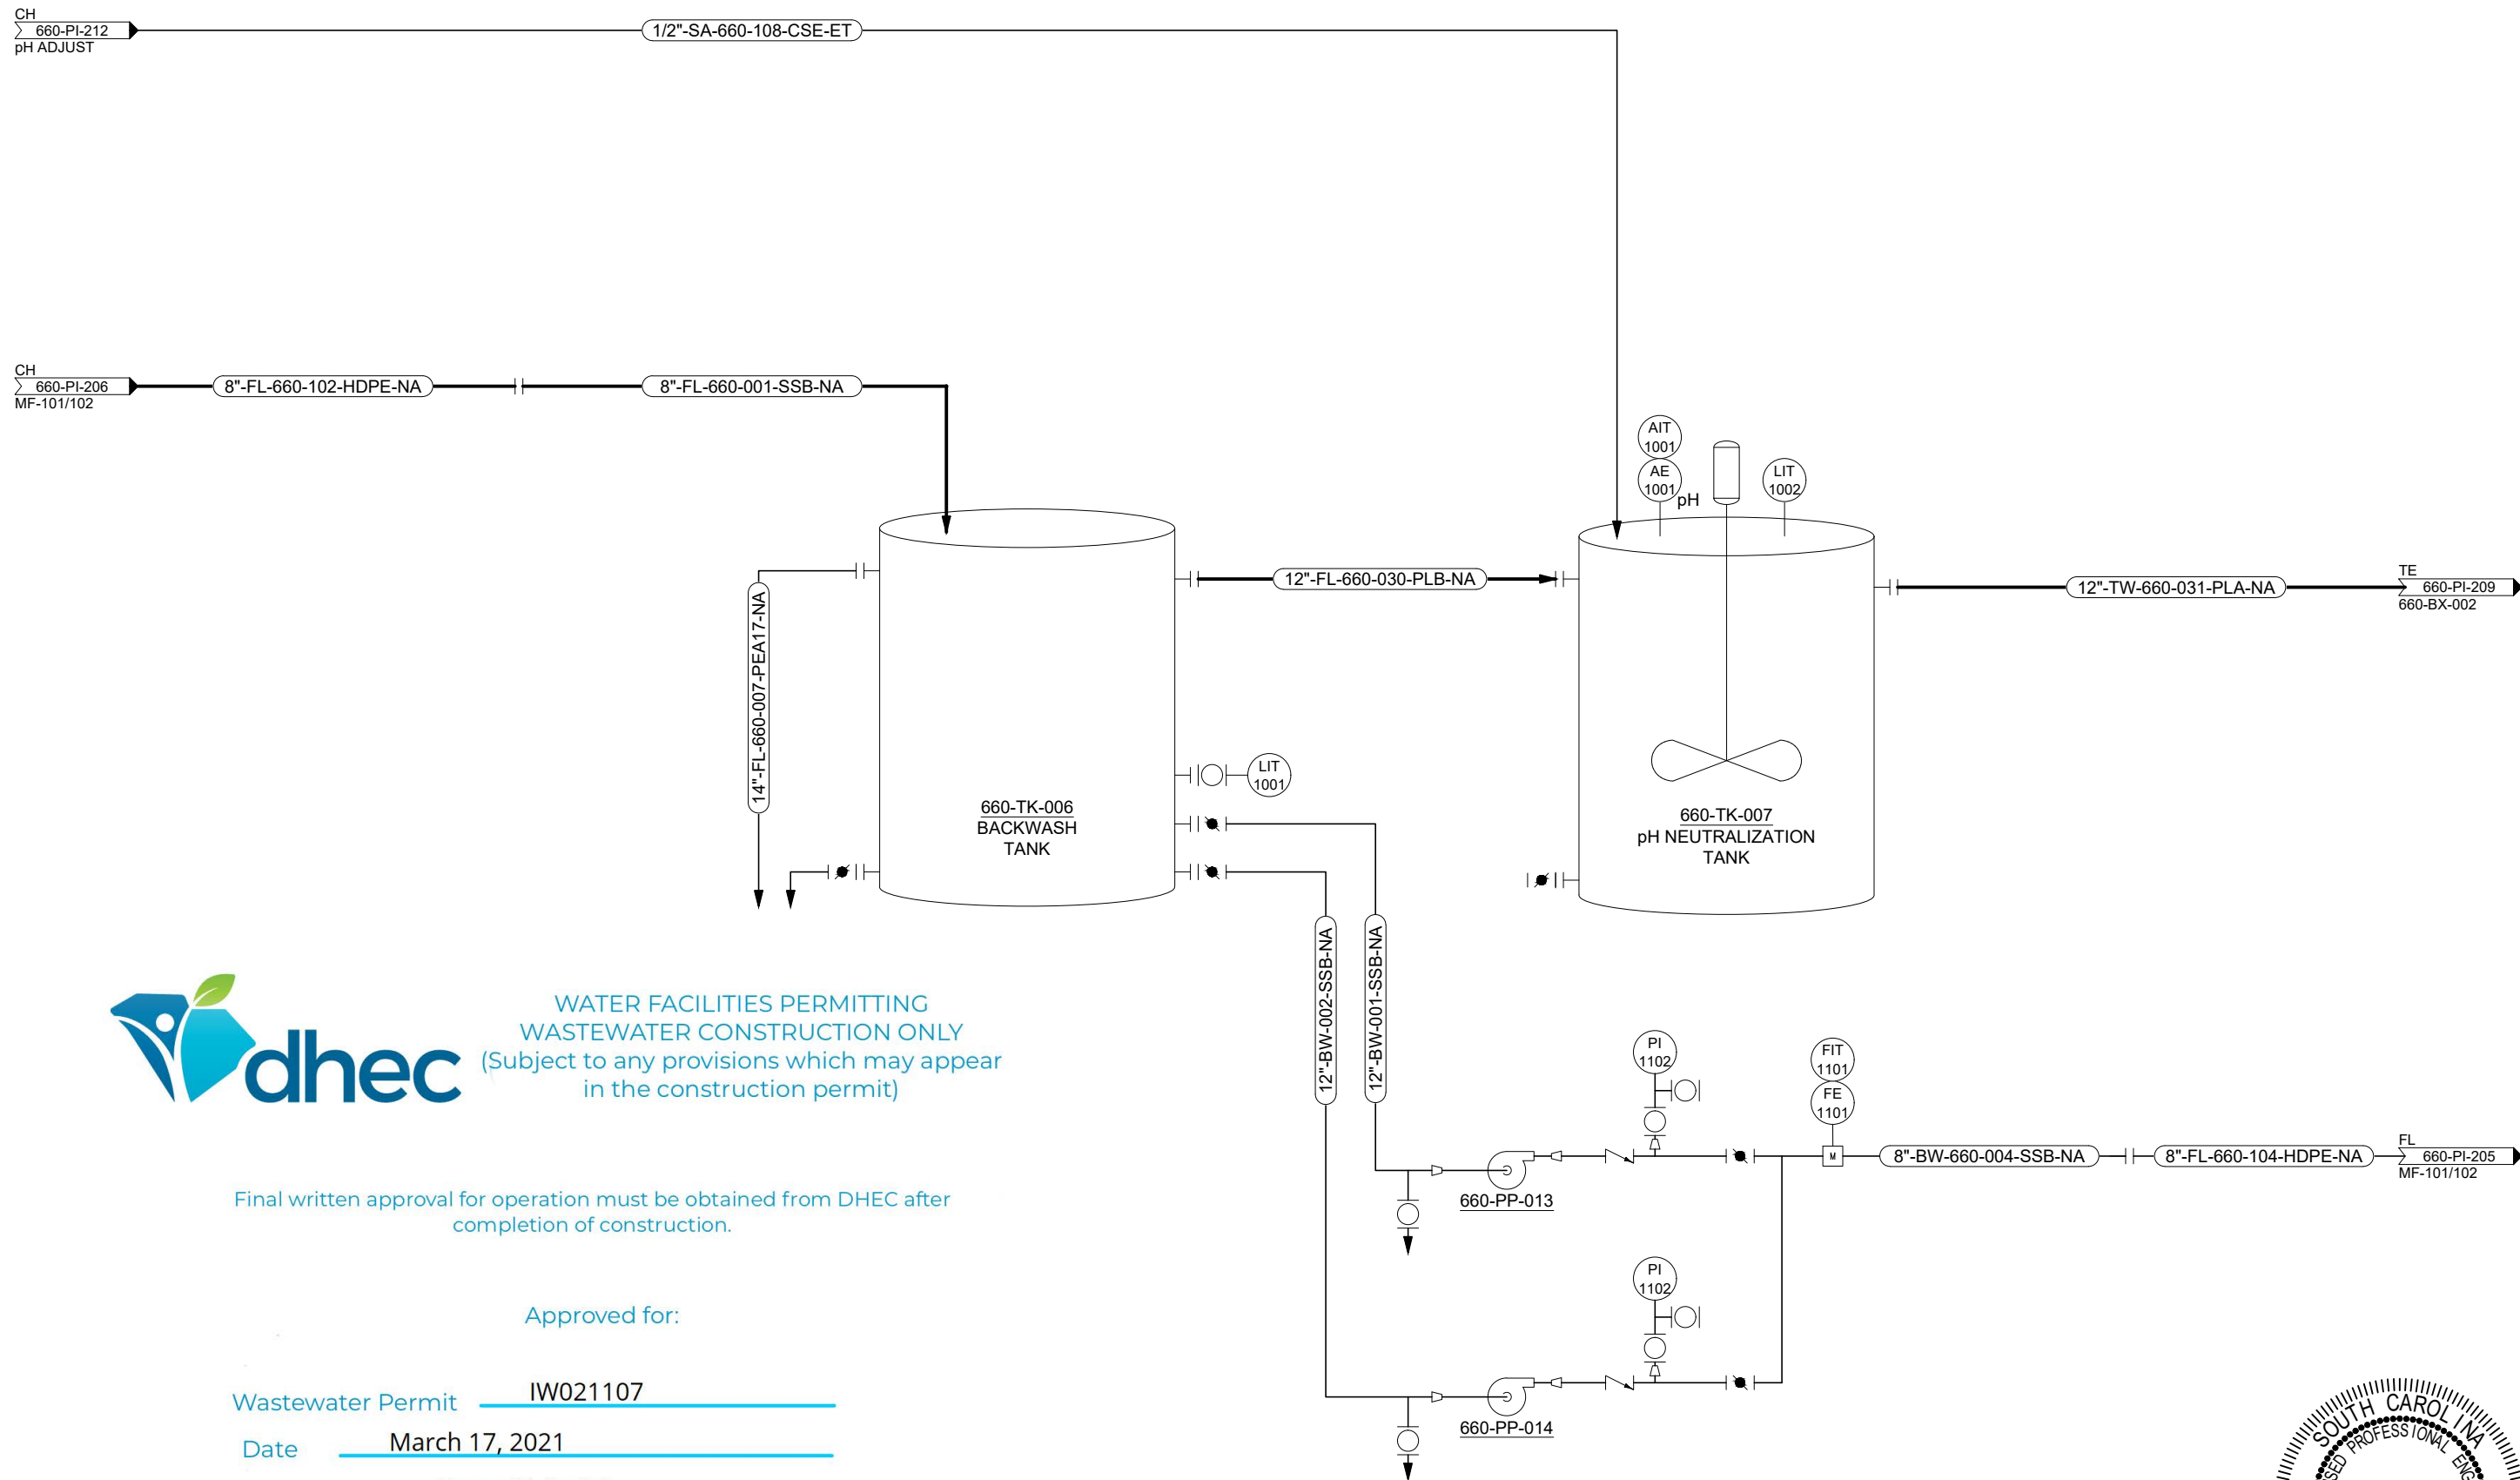 CH
660-PI-212
pH ADJUST
1/2"-SA-660-108-CSE-ET
CH
660-PI-206
MF-101/102
8"-FL-660-102-HDPE-NA
8"-FL-660-001-SSB-NA
AIT
1001
AE
1001
pH
LIT
1002
14"-FL-660-007-PEA17-NA
12"-FL-660-030-PLB-NA
12"-TW-660-031-PLA-NA
TE
660-PI-209
660-BX-002
LIT
1001
660-TK-006
BACKWASH
TANK
660-TK-007
pH NEUTRALIZATION
TANK
12"-BW-002-SSB-NA
12"-BW-001-SSB-NA
dhec
WATER FACILITIES PERMITTING
WASTEWATER CONSTRUCTION ONLY
(Subject to any provisions which may appear
in the construction permit)
PI
1102
FIT
1101
FE
1101
M
8"-BW-660-004-SSB-NA
8"-FL-660-104-HDPE-NA
FL
660-PI-205
MF-101/102
660-PP-013
Final written approval for operation must be obtained from DHEC after
completion of construction.
PI
1102
660-PP-014
Approved for:
Wastewater Permit IW021107
Date March 17, 2021
SOUTH CAROLINA
PROFESSIONAL